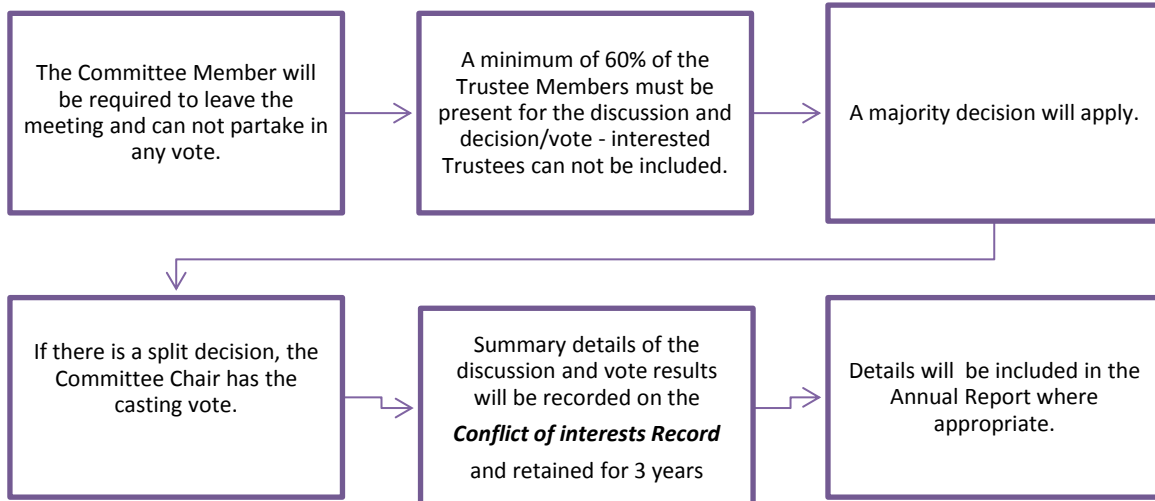 The Committee Member will
be required to leave the
meeting and can not partake in
any vote.
A minimum of 60% of the
Trustee Members must be
present for the discussion and
decision/vote - interested
Trustees can not be included.
A majority decision will apply.
If there is a split decision, the
Committee Chair has the
casting vote.
Summary details of the
discussion and vote results
will be recorded on the
Conflict of interests Record
and retained for 3 years
Details will  be included in the
Annual Report where
appropriate.